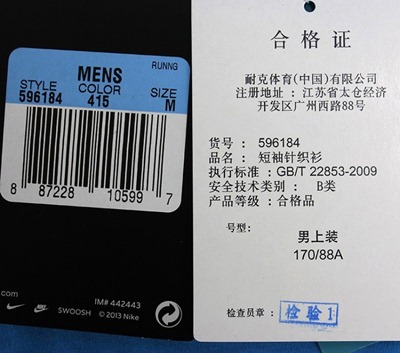 RUNNG
MENS
STYLE COLOR SIZE
596184 415 M
8 87228 10599 7
com
IM# 442443
SWOOSH ©2013 Nike
合格证
耐克体育(中国)有限公司
注册地址：江苏省太仓经济
开发区广州西路88号
货号：596184
品名：短袖针织衫
执行标准：GB/T 22853-2009
安全技术类别： B类
产品等级：合格品
号型：
男上装
170/88A
检查员章：
检验1